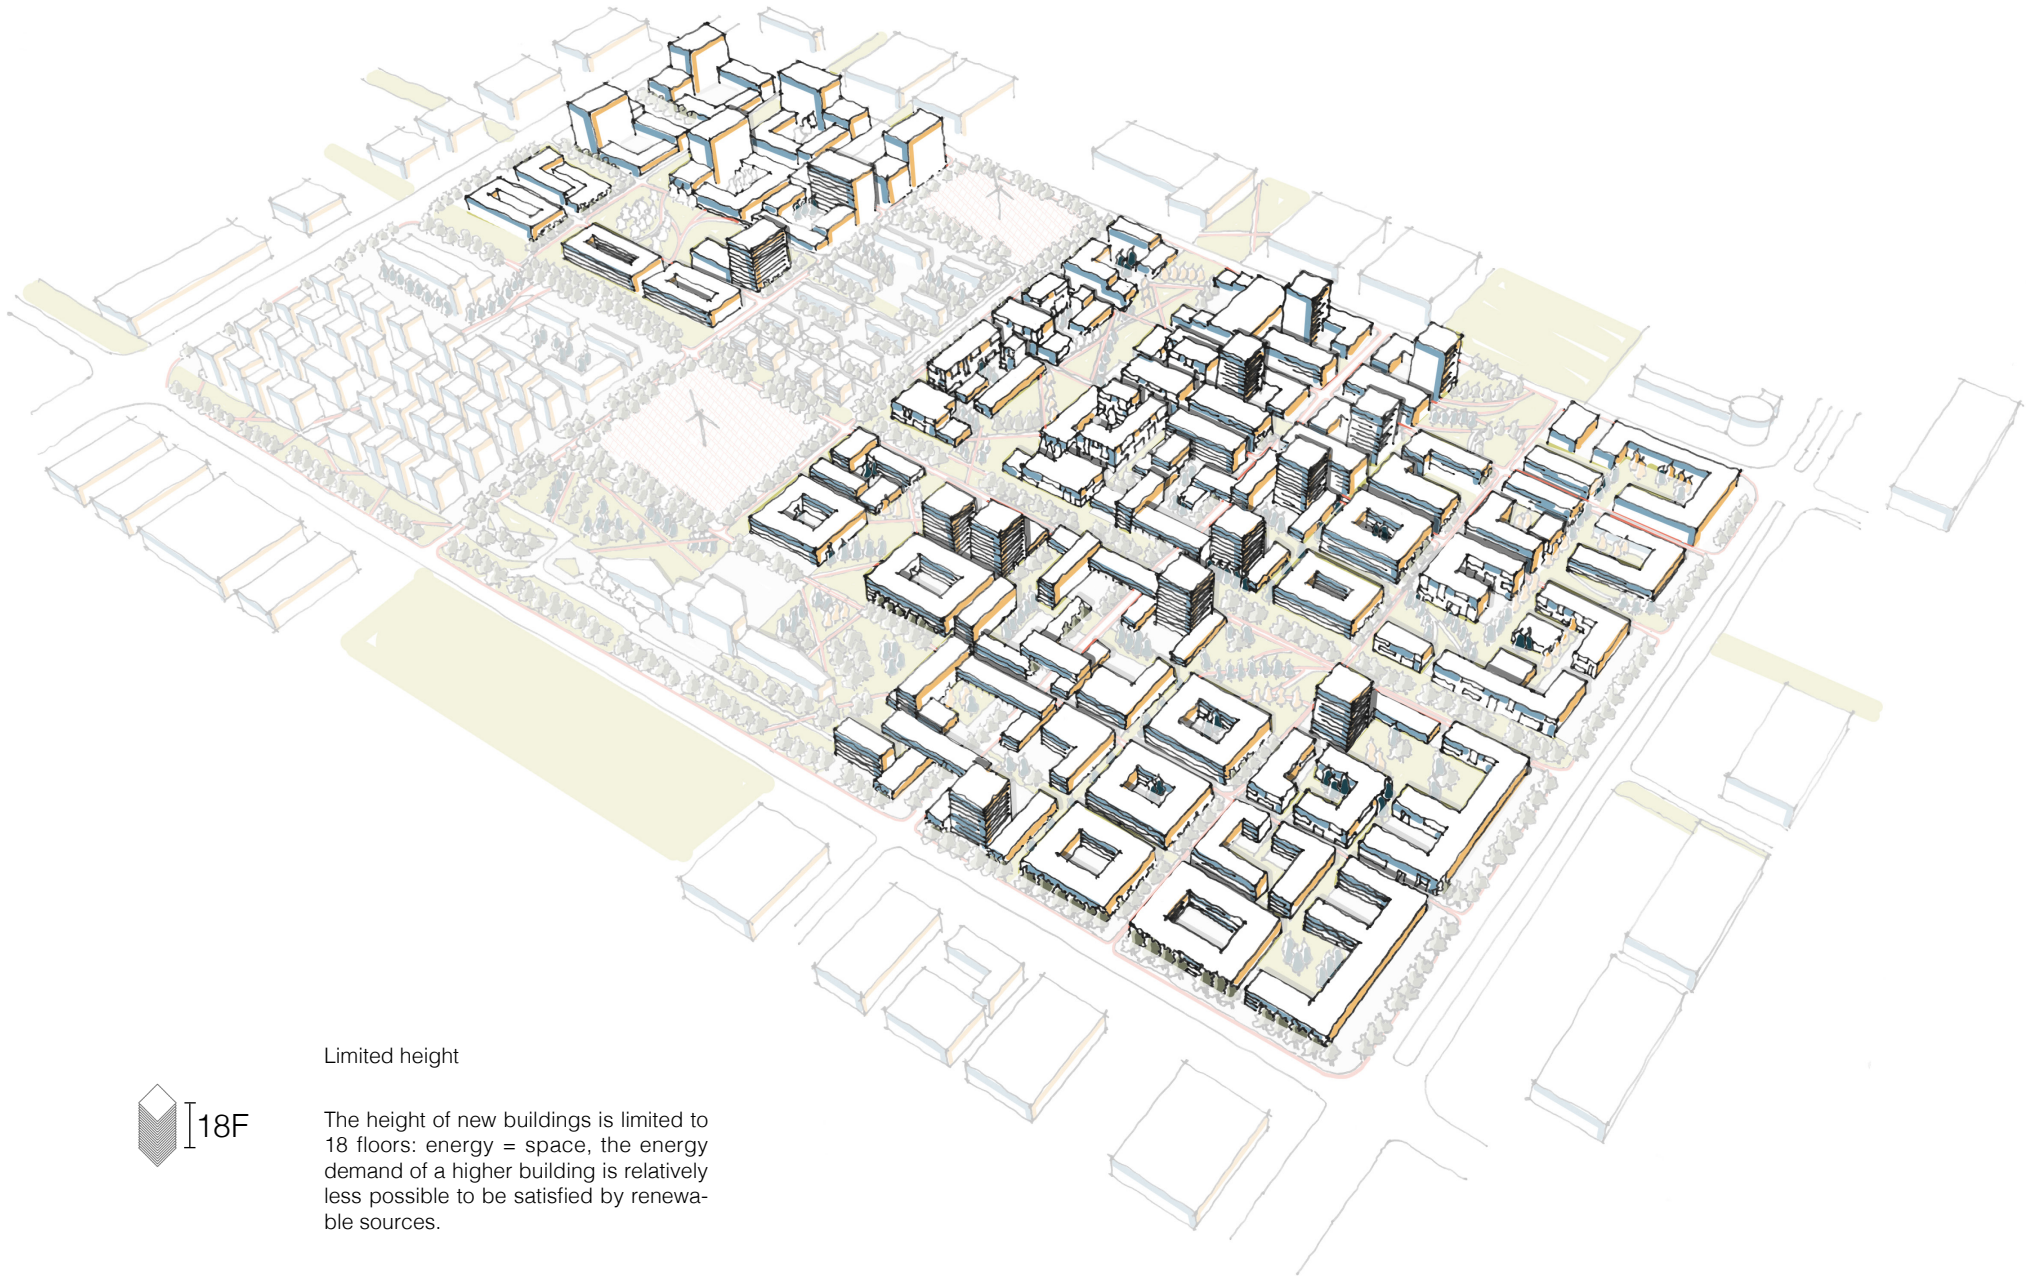 Limited height
18F
The height of new buildings is limited to
18 floors: energy = space, the energy
demand of a higher building is relatively
less possible to be satisfied by renewa-
ble sources.